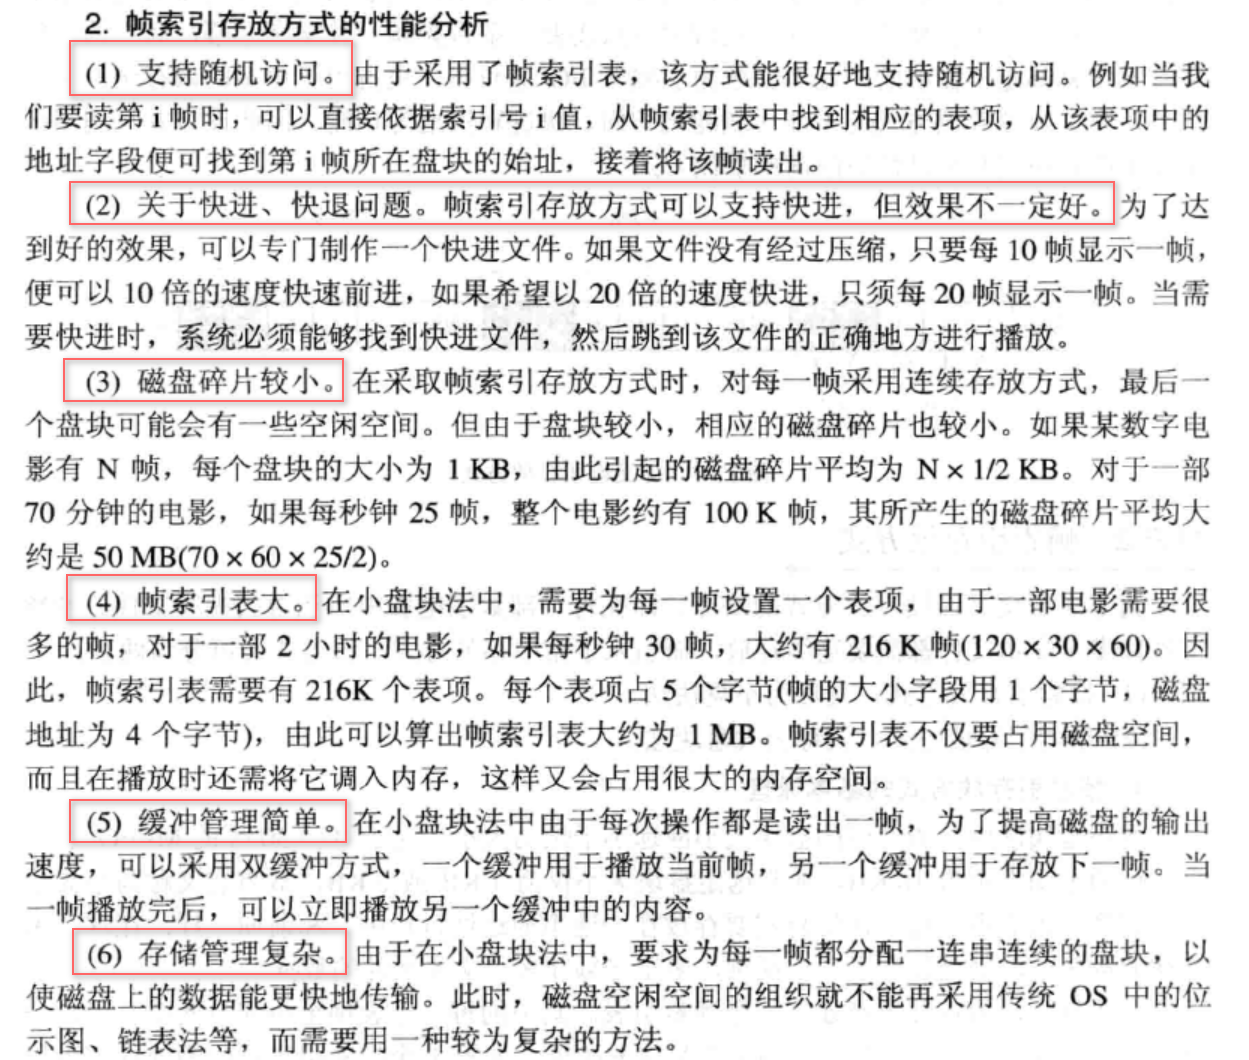 2. 帧索引存放方式的性能分析
(1) 支持随机访问。由于采用了帧索引表，该方式能很好地支持随机访问。例如当我
们要读第 i 帧时，可以直接依据索引号 i 值，从帧索引表中找到相应的表项，从该表项中的
地址字段便可找到第 i 帧所在盘块的始址，接着将该帧读出。
(2) 关于快进、快退问题。帧索引存放方式可以支持快进，但效果不一定好。为了达
到好的效果，可以专门制作一个快进文件。如果文件没有经过压缩，只要每 10 帧显示一帧，
便可以 10 倍的速度快速前进，如果希望以 20 倍的速度快进，只须每 20 帧显示一帧。当需
要快进时，系统必须能够找到快进文件，然后跳到该文件的正确地方进行播放。
(3) 磁盘碎片较小。在采取帧索引存放方式时，对每一帧采用连续存放方式，最后一
个盘块可能会有一些空闲空间。但由于盘块较小，相应的磁盘碎片也较小。如果某数字电
影有 N 帧，每个盘块的大小为 1 KB，由此引起的磁盘碎片平均为 N × 1/2 KB。对于一部
70 分钟的电影，如果每秒钟 25 帧，整个电影约有 100 K 帧，其所产生的磁盘碎片平均大
约是 50 MB(70 × 60 × 25/2)。
(4) 帧索引表大。在小盘块法中，需要为每一帧设置一个表项，由于一部电影需要很
多的帧，对于一部 2 小时的电影，如果每秒钟 30 帧，大约有 216 K 帧(120 × 30 × 60)。因
此，帧索引表需要有 216K 个表项。每个表项占 5 个字节(帧的大小字段用 1 个字节，磁盘
地址为 4 个字节)，由此可以算出帧索引表大约为 1 MB。帧索引表不仅要占用磁盘空间，
而且在播放时还需将它调入内存，这样又会占用很大的内存空间。
(5) 缓冲管理简单。在小盘块法中由于每次操作都是读出一帧，为了提高磁盘的输出
速度，可以采用双缓冲方式，一个缓冲用于播放当前帧，另一个缓冲用于存放下一帧。当
一帧播放完后，可以立即播放另一个缓冲中的内容。
(6) 存储管理复杂。由于在小盘块法中，要求为每一帧都分配一连串连续的盘块，以
使磁盘上的数据能更快地传输。此时，磁盘空闲空间的组织就不能再采用传统 OS 中的位
示图、链表法等，而需要用一种较为复杂的方法。